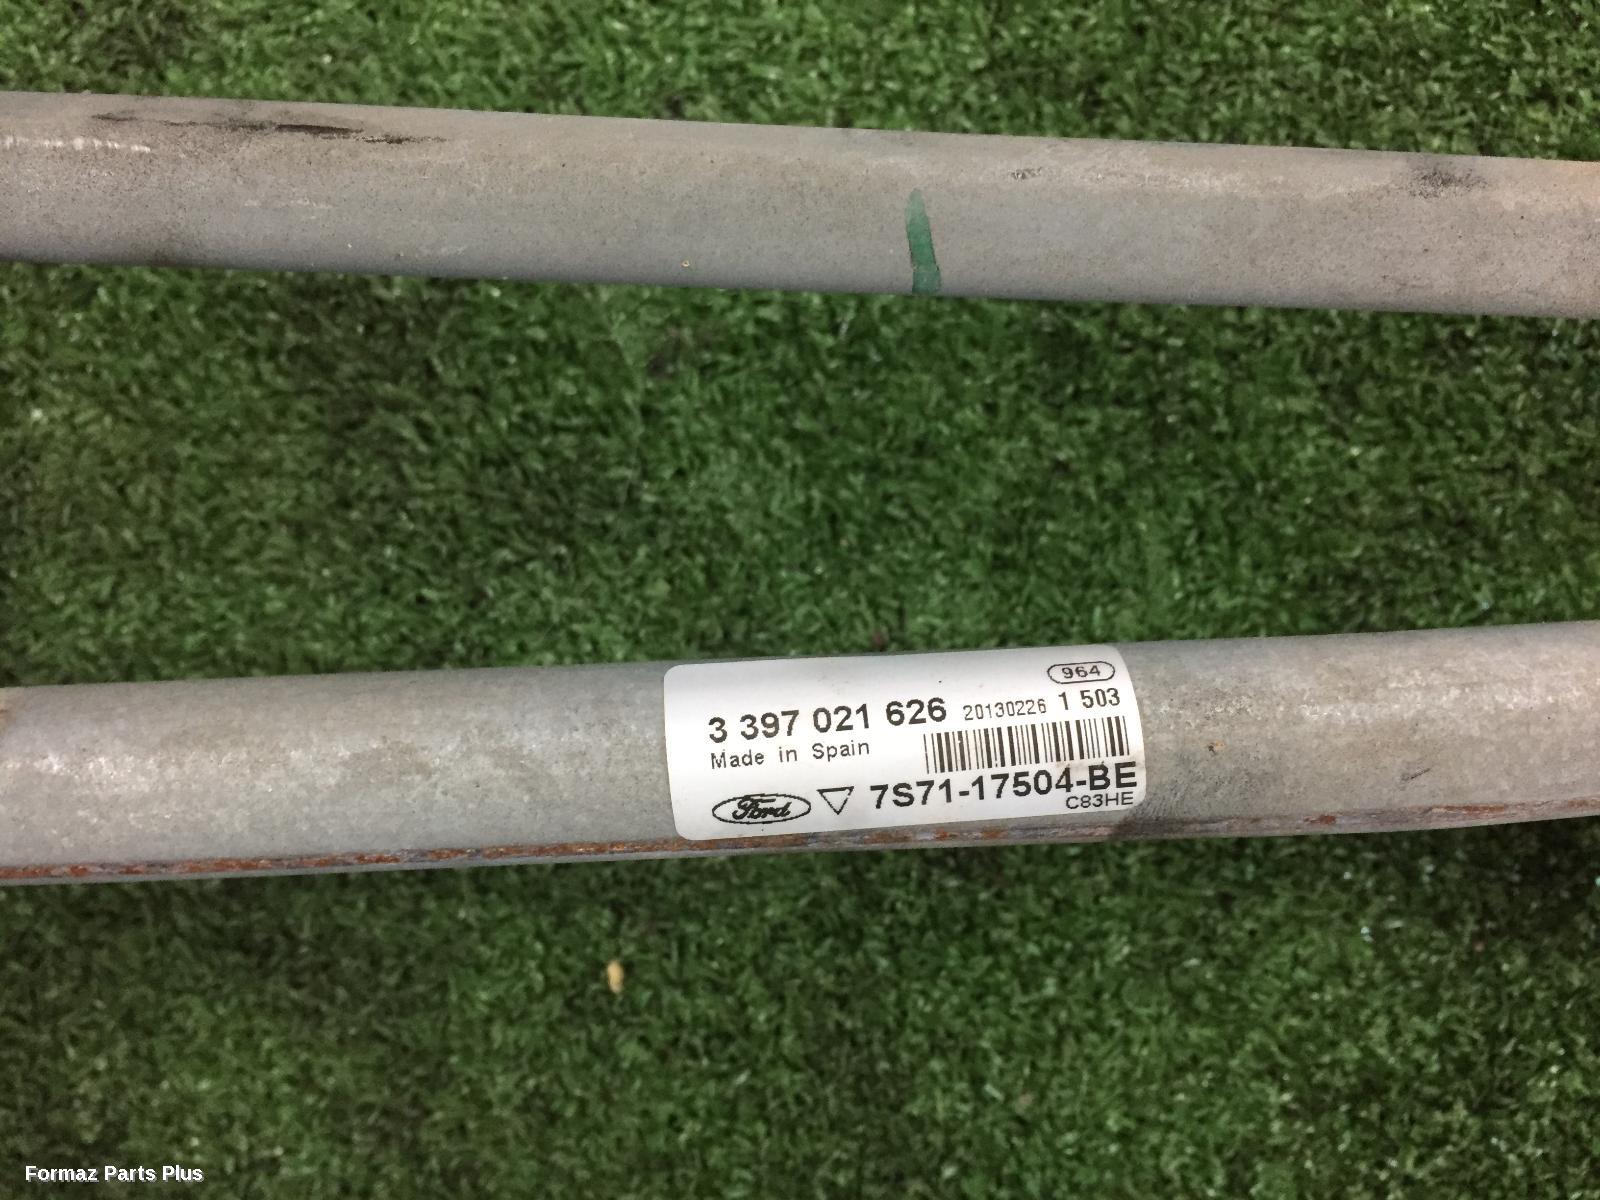 964
3 397 021 626 20130226 1 503
Made in Spain
Ford 7S71-17504-BE
C83HE
Formaz Parts Plus